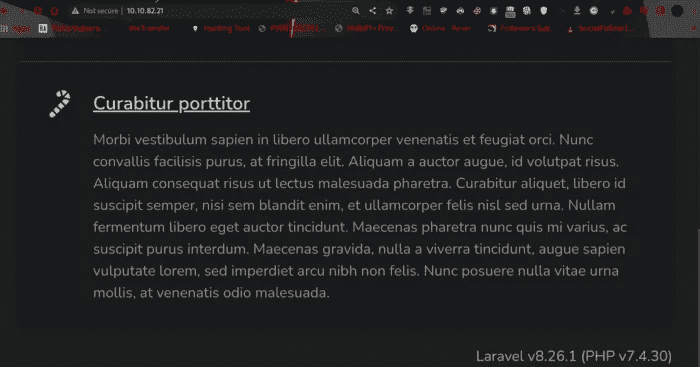 Not secure 10.10.82.21
Hacking Tool
Online
Curabitur porttitor
Morbi vestibulum sapien in libero ullamcorper venenatis et feugiat orci. Nunc
convallis facilisis purus, at fringilla elit. Aliquam a auctor augue, id volutpat risus.
Aliquam consequat risus ut lectus malesuada pharetra. Curabitur aliquet, libero id
suscipit semper, nisi sem blandit enim, et ullamcorper felis nisl sed urna. Nullam
fermentum libero eget auctor tincidunt. Maecenas pharetra nunc quis mi varius, ac
suscipit purus interdum. Maecenas gravida, nulla a viverra tincidunt, augue sapien
vulputate lorem, sed imperdiet arcu nibh non felis. Nunc posuere nulla vitae urna
mollis, at venenatis odio malesuada.
Laravel v8.26.1 (PHP v7.4.30)